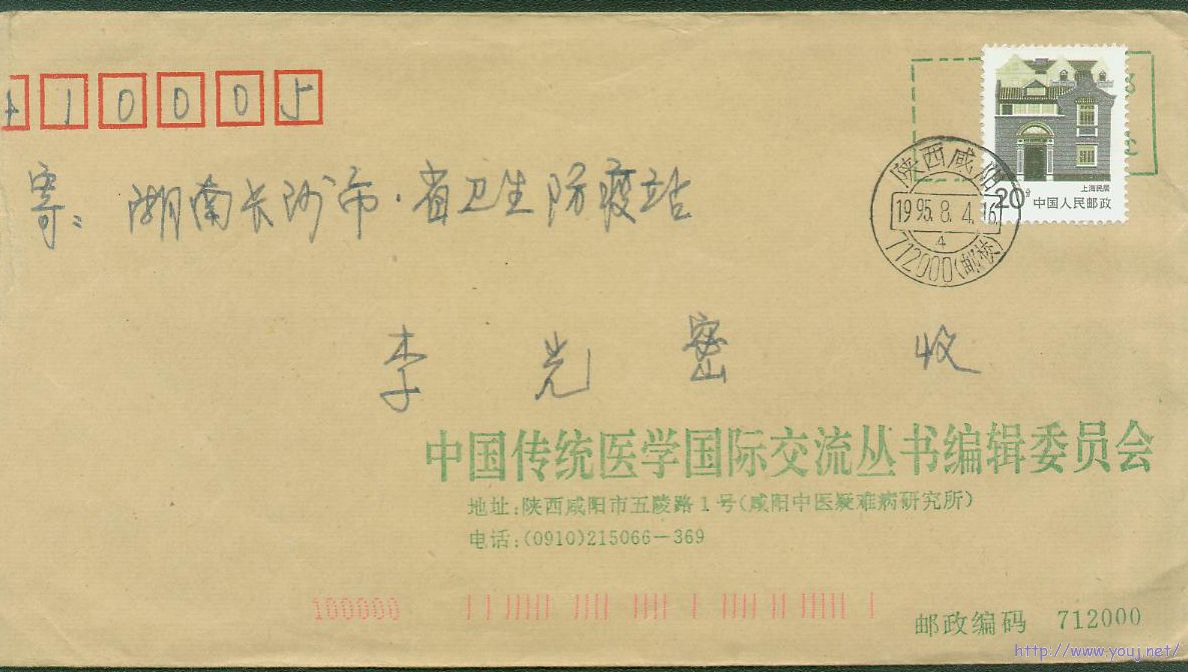 410005
寄: 湖南长沙市·省卫生防疫站
上海民居
20分 中国人民邮政
陕西咸阳
1995.8.4.16
4
712000(邮校)
李光密 收
中国传统医学国际交流丛书编辑委员会
地址:陕西咸阳市五陵路1号(咸阳中医疑难病研究所)
电话:(0910)215066-369
100000
邮政编码 712000
http://www.youj.net/